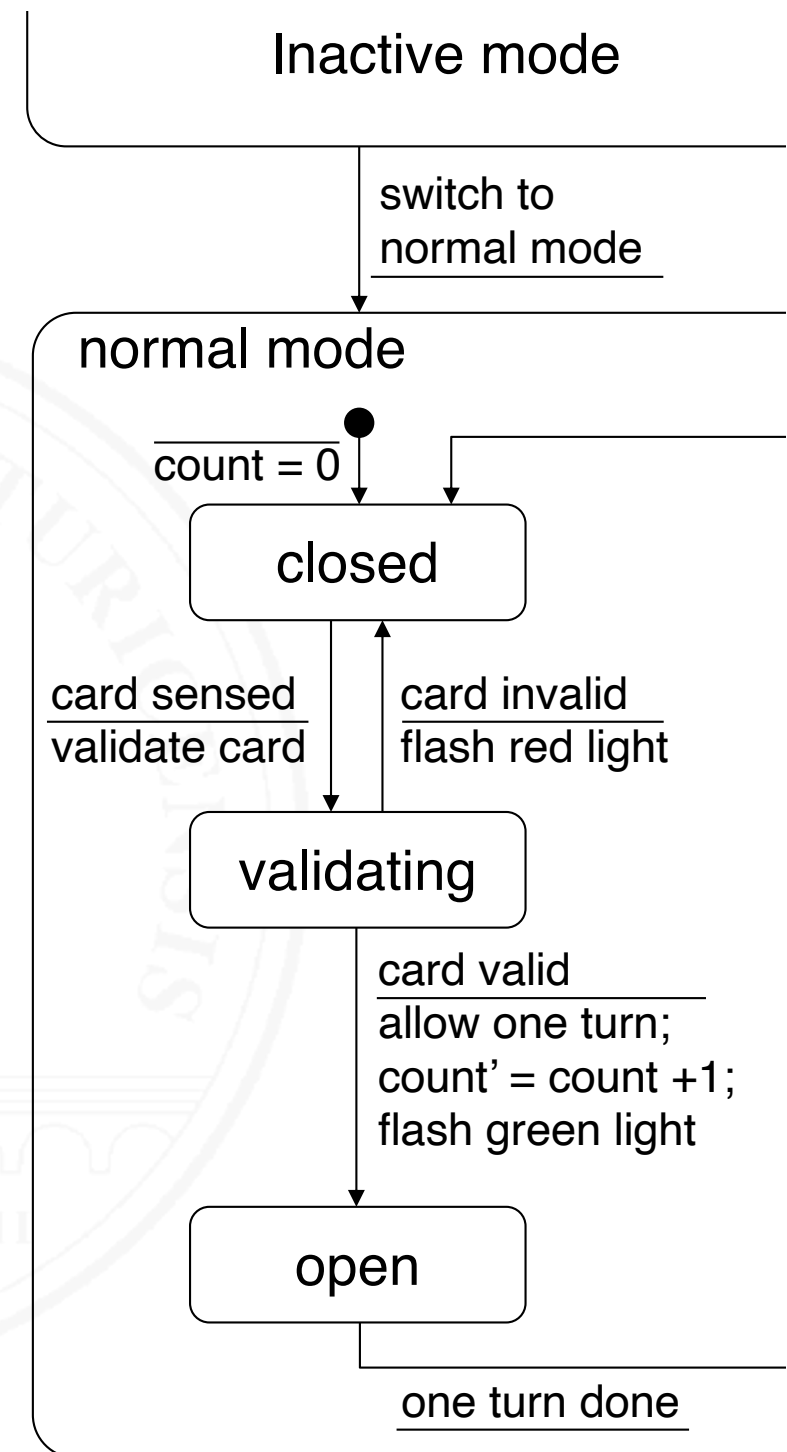 Inactive mode
switch to
normal mode
normal mode
count = 0
closed
card sensed
validate card
card invalid
flash red light
validating
card valid
allow one turn;
count’ = count +1;
flash green light
open
one turn done